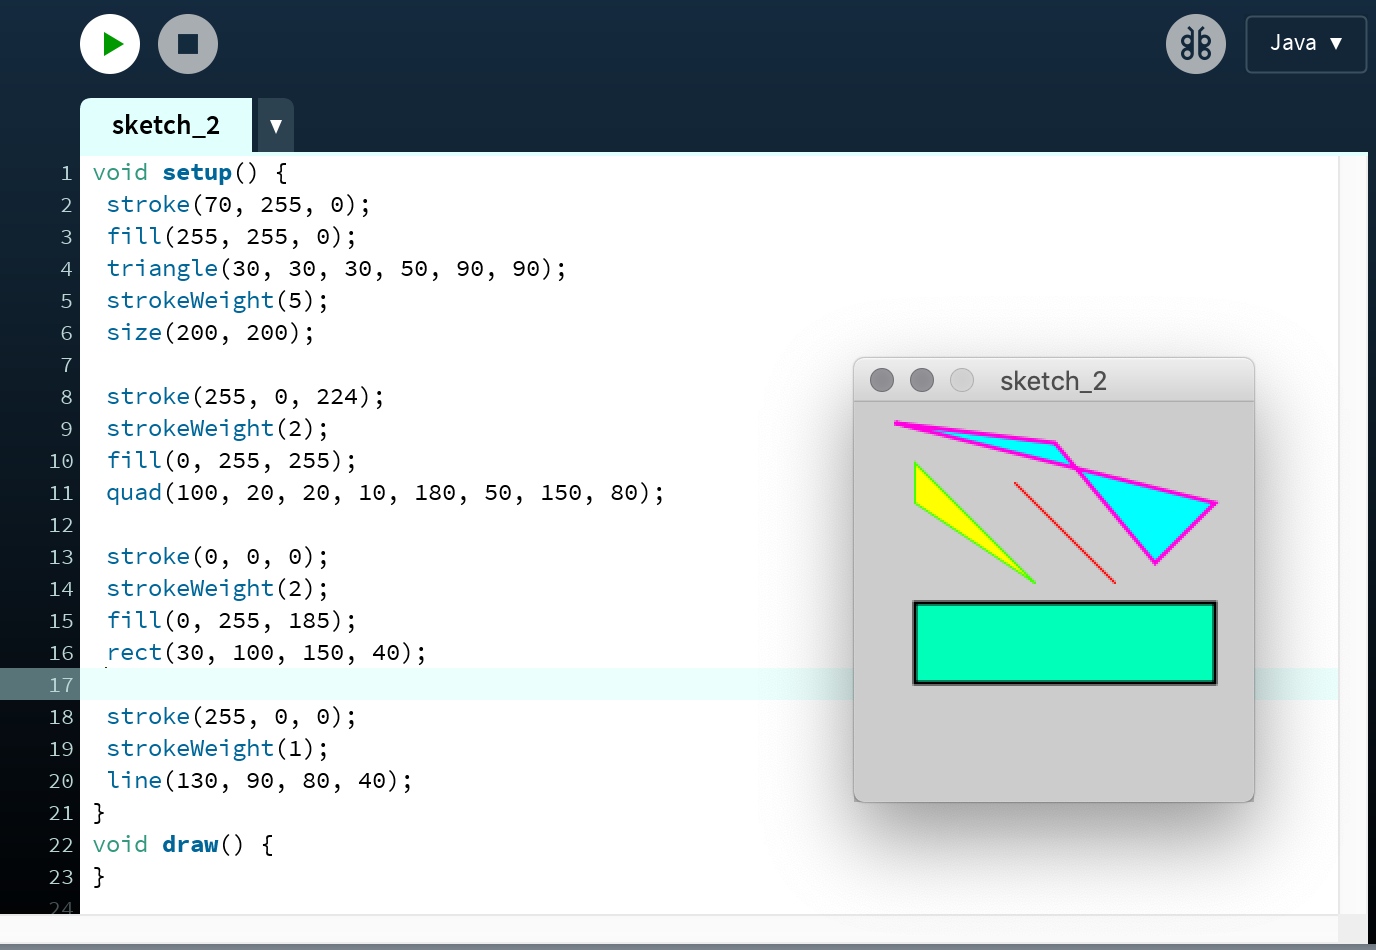 Java ▼
sketch_2 ▼
1 void setup() {
2 stroke(70, 255, 0);
3 fill(255, 255, 0);
4 triangle(30, 30, 30, 50, 90, 90);
5 strokeWeight(5);
6 size(200, 200);
7
8 stroke(255, 0, 224);
9 strokeWeight(2);
10 fill(0, 255, 255);
11 quad(100, 20, 20, 10, 180, 50, 150, 80);
12
13 stroke(0, 0, 0);
14 strokeWeight(2);
15 fill(0, 255, 185);
16 rect(30, 100, 150, 40);
17
18 stroke(255, 0, 0);
19 strokeWeight(1);
20 line(130, 90, 80, 40);
21 }
22 void draw() {
23 }
24
sketch_2